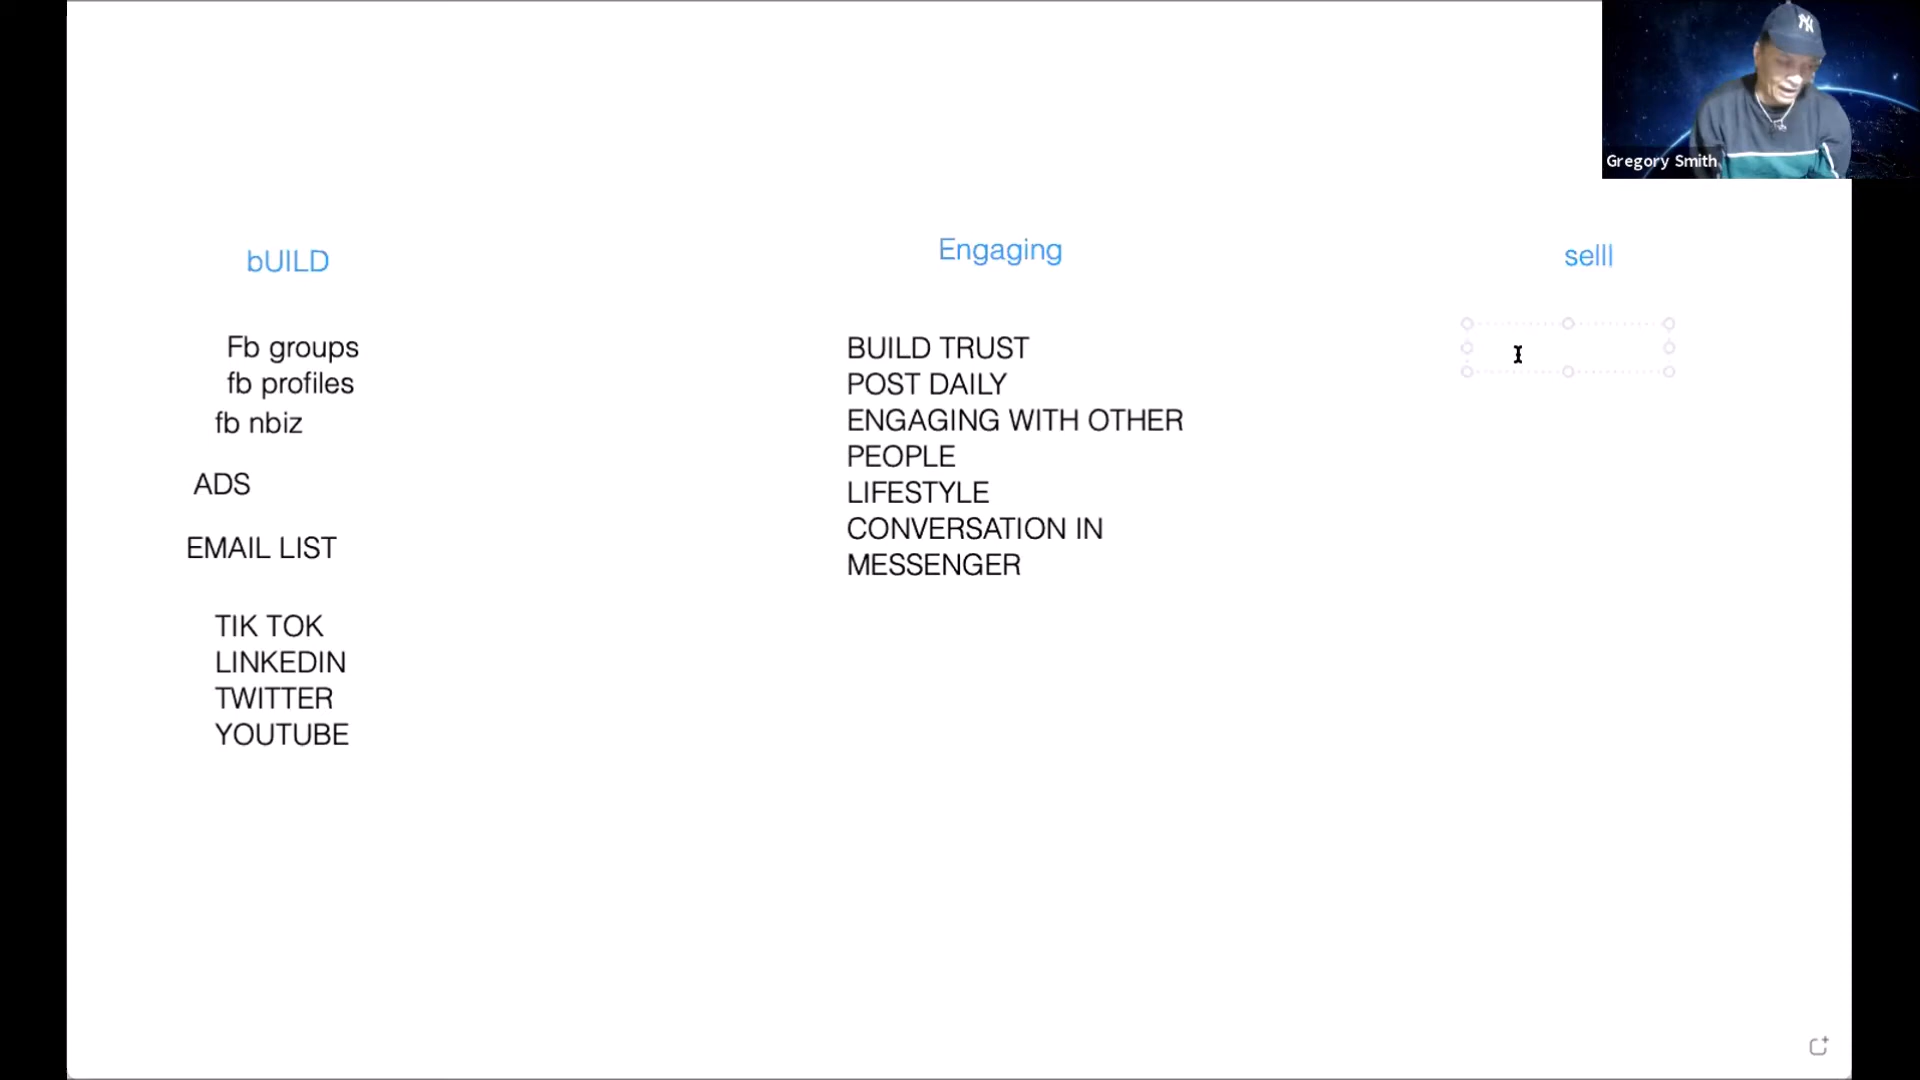 bUILD
Fb groups
fb profiles
fb nbiz
ADS
EMAIL LIST
TIK TOK
LINKEDIN
TWITTER
YOUTUBE
Engaging
BUILD TRUST
POST DAILY
ENGAGING WITH OTHER
PEOPLE
LIFESTYLE
CONVERSATION IN
MESSENGER
selll
NY
Gregory Smith